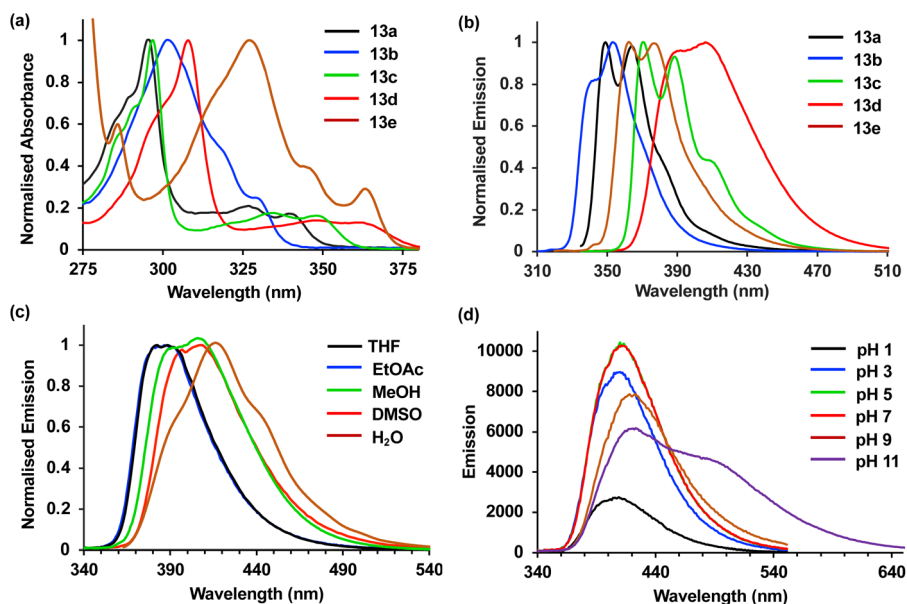 (a)
Normalised Absorbance
1
0.8
0.6
0.4
0.2
0
275 300 325 350 375
Wavelength (nm)
13a
13b
13c
13d
13e
(b)
Normalised Emission
1
0.8
0.6
0.4
0.2
0
310 350 390 430 470 510
Wavelength (nm)
13a
13b
13c
13d
13e
(c)
Normalised Emission
1
0.8
0.6
0.4
0.2
0
340 390 440 490 540
Wavelength (nm)
THF
EtOAc
MeOH
DMSO
H₂O
(d)
Emission
10000
8000
6000
4000
2000
0
340 440 540 640
Wavelength (nm)
pH 1
pH 3
pH 5
pH 7
pH 9
pH 11